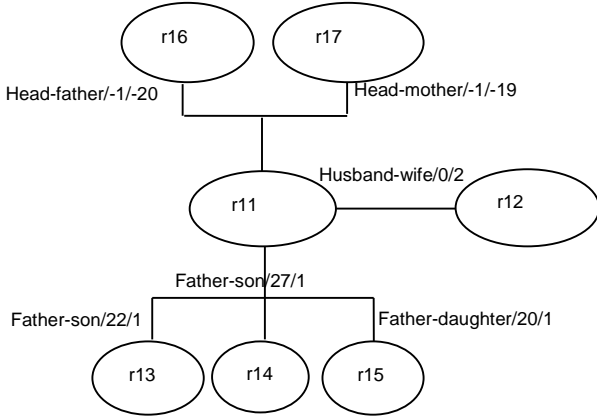 r16
r17
Head-father/-1/-20
Head-mother/-1/-19
Husband-wife/0/2
r11
r12
Father-son/27/1
Father-son/22/1
Father-daughter/20/1
r13
r14
r15